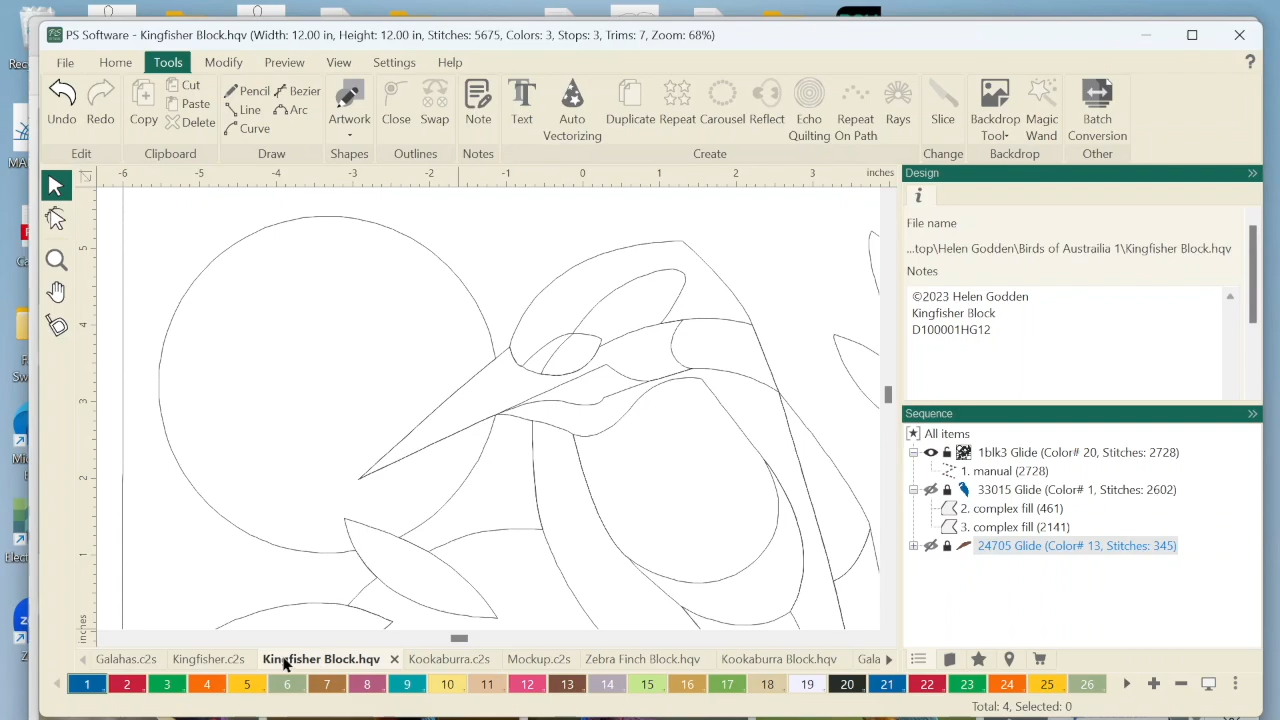 PS Software - Kingfisher Block.hqv (Width: 12.00 in, Height: 12.00 in, Stitches: 5675, Colors: 3, Stops: 3, Trims: 7, Zoom: 68%)
File Home Tools Modify Preview View Settings Help
Undo Redo Copy Cut Paste Delete Pencil Bezier Line Arc Curve Artwork Close Swap Note Text Auto Vectorizing Duplicate Repeat Carousel Reflect Echo Quilting Repeat On Path Rays Slice Backdrop Tool Magic Wand Batch Conversion
Edit Clipboard Draw Shapes Outlines Notes Create Change Backdrop Other
-6 -5 -4 -3 -2 -1 0 1 2 3 inches
5
4
3
2
1
inches
Design
File name
...top\Helen Godden\Birds of Austrailia 1\Kingfisher Block.hqv
Notes
©2023 Helen Godden
Kingfisher Block
D100001HG12
Sequence
All items
1blk3 Glide (Color# 20, Stitches: 2728)
1. manual (2728)
33015 Glide (Color# 1, Stitches: 2602)
2. complex fill (461)
3. complex fill (2141)
24705 Glide (Color# 13, Stitches: 345)
Galahas.c2s Kingfisher.c2s Kingfisher Block.hqv Kookaburra.c2s Mockup.c2s Zebra Finch Block.hqv Kookaburra Block.hqv Gala
1 2 3 4 5 6 7 8 9 10 11 12 13 14 15 16 17 18 19 20 21 22 23 24 25 26
Total: 4, Selected: 0